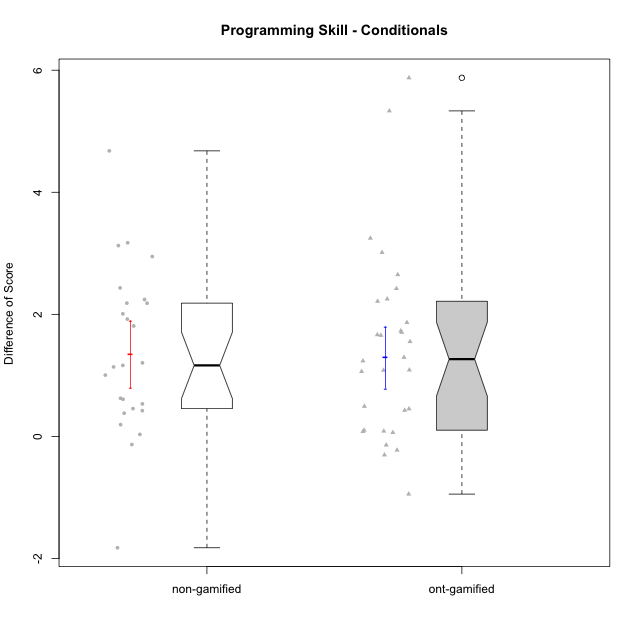 Programming Skill - Conditionals
Difference of Score
6
4
2
0
-2
non-gamified
ont-gamified